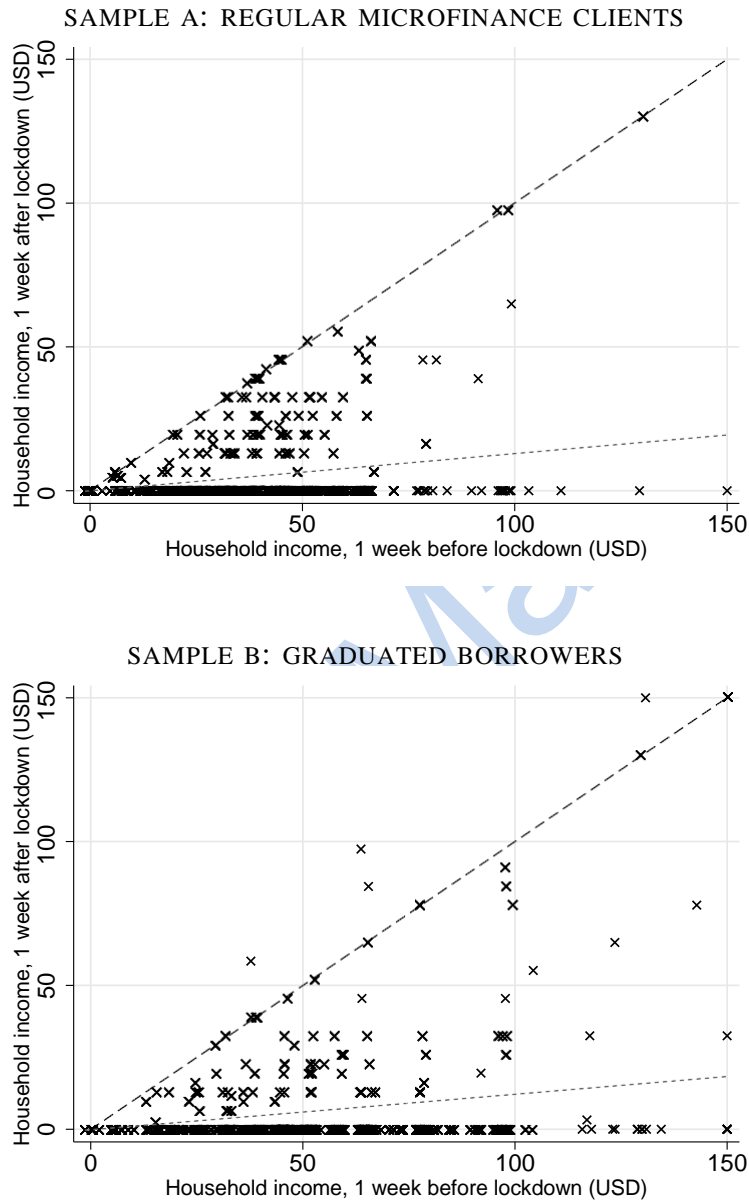 SAMPLE A: REGULAR MICROFINANCE CLIENTS
Household income, 1 week after lockdown (USD)
150
100
50
0
0 50 100 150
Household income, 1 week before lockdown (USD)
SAMPLE B: GRADUATED BORROWERS
Household income, 1 week after lockdown (USD)
150
100
50
0
0 50 100 150
Household income, 1 week before lockdown (USD)